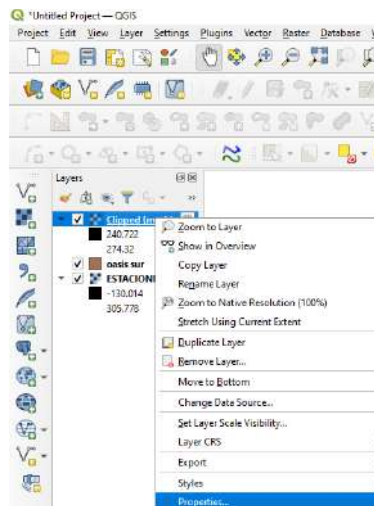 *Untitled Project — QGIS
Project Edit View Layer Settings Plugins Vector Raster Database
Layers
Clipped
240.722
274.32
oasis sur
ESTACION
-130.014
305.778
Zoom to Layer
Show in Overview
Copy Layer
Rename Layer
Zoom to Native Resolution (100%)
Stretch Using Current Extent
Duplicate Layer
Remove Layer...
Move to Bottom
Change Data Source...
Set Layer Scale Visibility...
Layer CRS
Export
Styles
Properties...